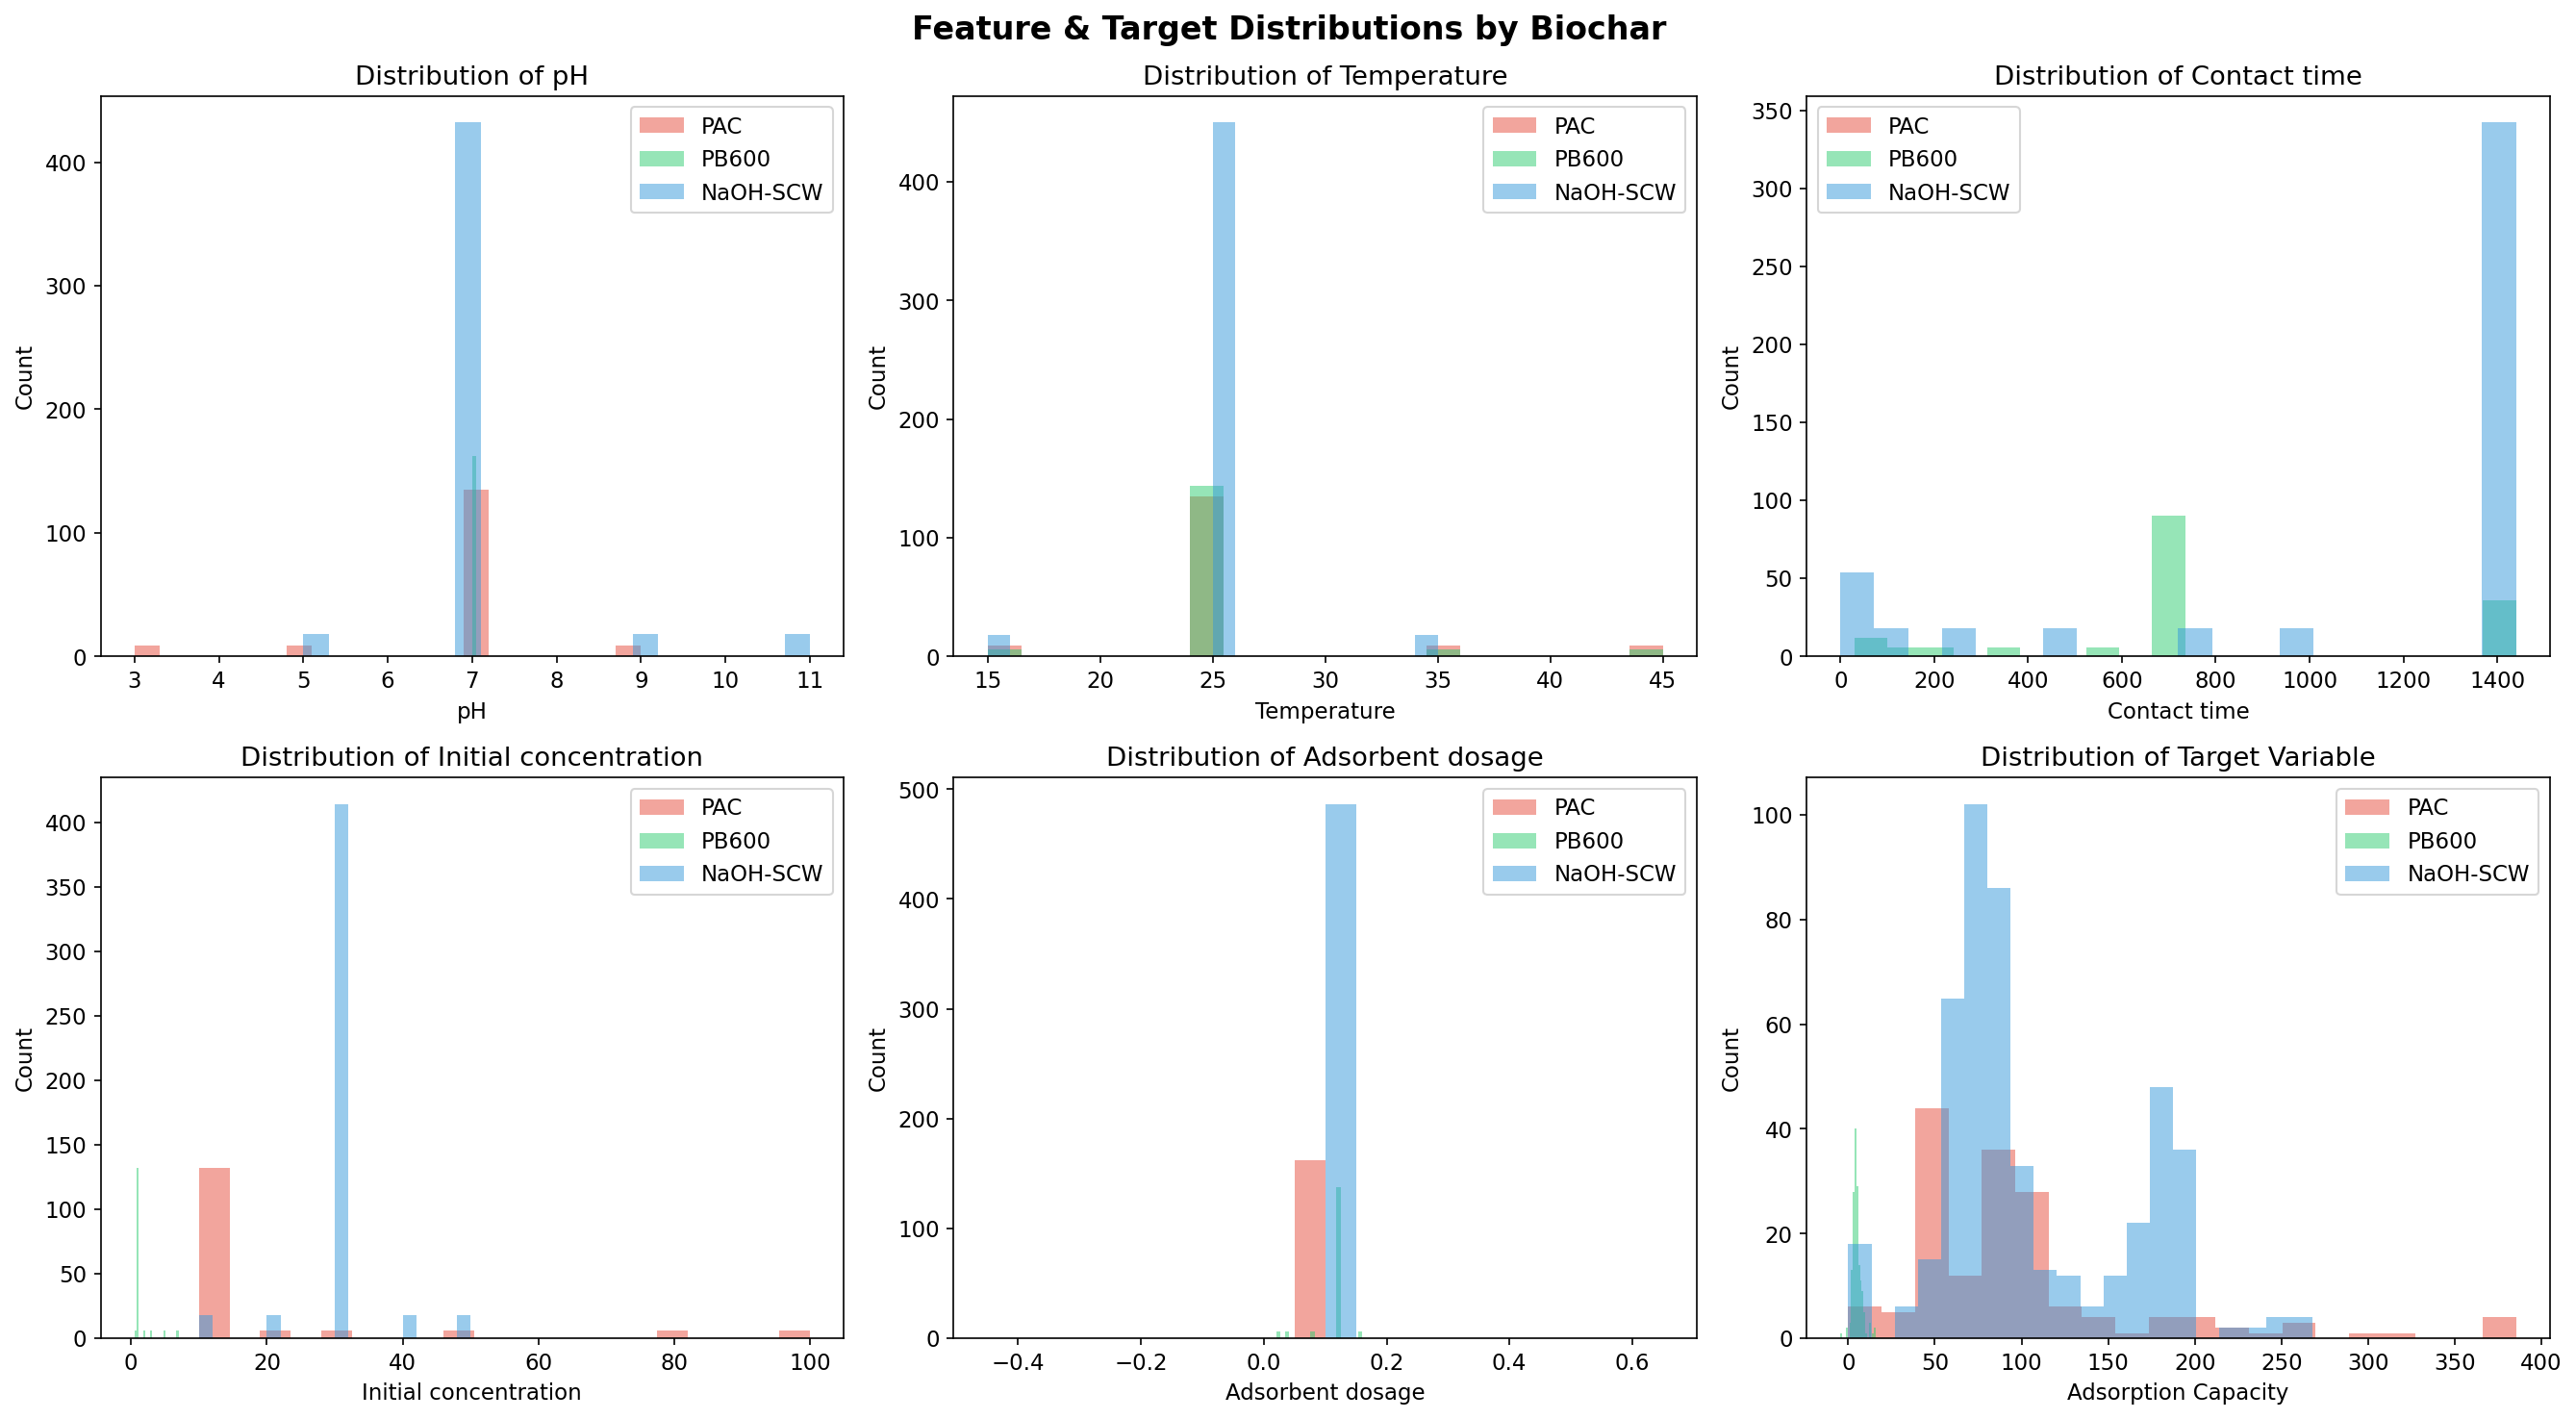 Feature & Target Distributions by Biochar
Distribution of pH
PAC
PB600
NaOH-SCW
400
300
200
100
0
Count
3 4 5 6 7 8 9 10 11
pH
Distribution of Temperature
PAC
PB600
NaOH-SCW
400
300
200
100
0
Count
15 20 25 30 35 40 45
Temperature
Distribution of Contact time
PAC
PB600
NaOH-SCW
350
300
250
200
150
100
50
0
Count
0 200 400 600 800 1000 1200 1400
Contact time
Distribution of Initial concentration
PAC
PB600
NaOH-SCW
400
350
300
250
200
150
100
50
0
Count
0 20 40 60 80 100
Initial concentration
Distribution of Adsorbent dosage
PAC
PB600
NaOH-SCW
500
400
300
200
100
0
Count
−0.4 −0.2 0.0 0.2 0.4 0.6
Adsorbent dosage
Distribution of Target Variable
PAC
PB600
NaOH-SCW
100
80
60
40
20
0
Count
0 50 100 150 200 250 300 350 400
Adsorption Capacity